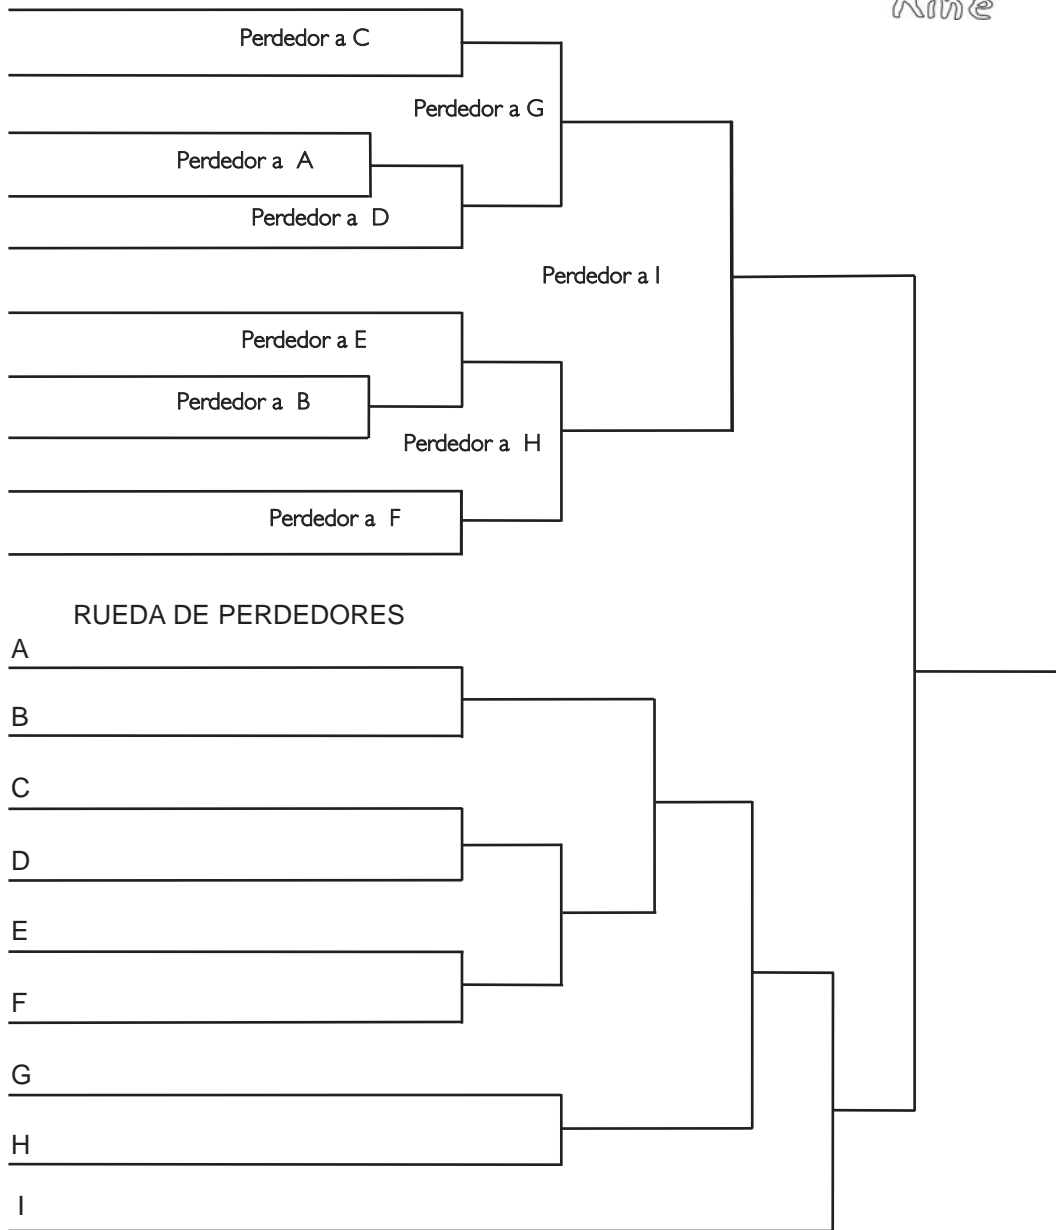 Perdedor a C
Perdedor a G
Perdedor a A
Perdedor a D
Perdedor a I
Perdedor a E
Perdedor a B
Perdedor a H
Perdedor a F
RUEDA DE PERDEDORES
A
B
C
D
E
F
G
H
I